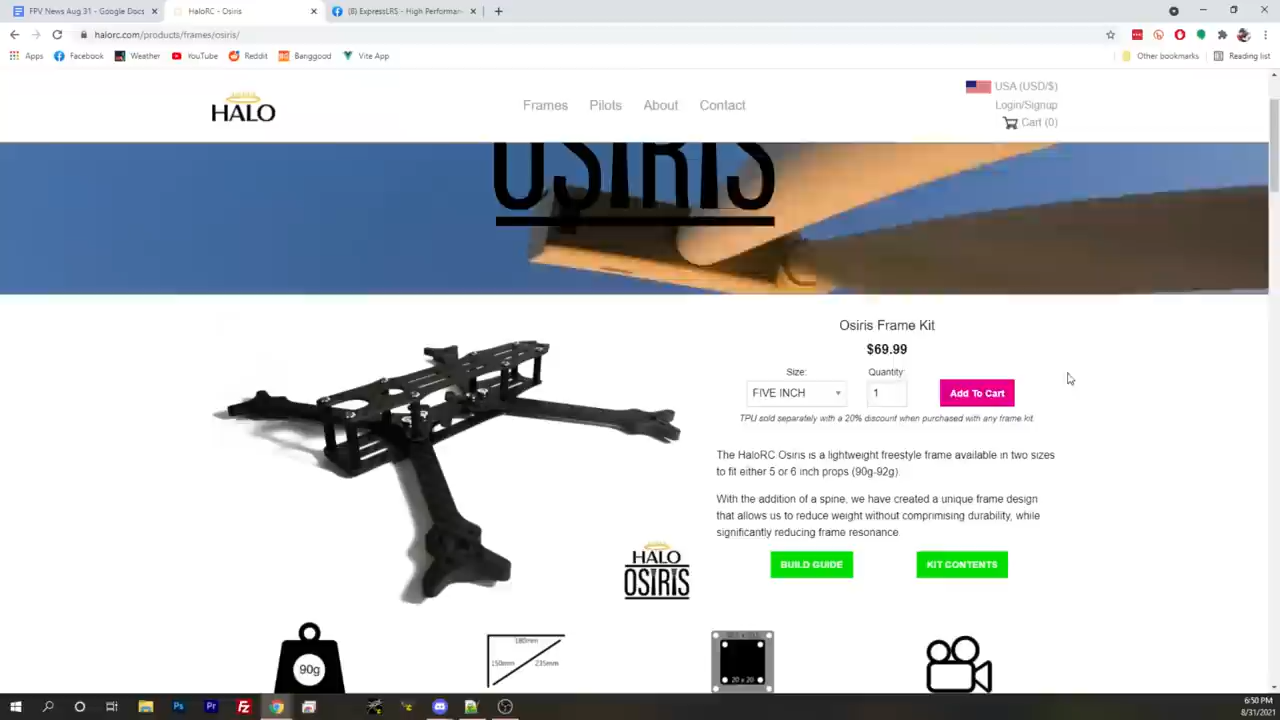 FPV News Aug 31 - Google Docs
HaloRC - Osiris
(8) ExpressLRS - High Performan
halorc.com/products/frames/osiris/
Apps
Facebook
Weather
YouTube
Reddit
Banggood
Vite App
Other bookmarks
Reading list
HALO
Frames
Pilots
About
Contact
USA (USD/$)
Login/Signup
Cart (0)
OSIRIS
Osiris Frame Kit
$69.99
Size:
Quantity:
FIVE INCH
1
Add To Cart
TPU sold separately with a 20% discount when purchased with any frame kit.
The HaloRC Osiris is a lightweight freestyle frame available in two sizes
to fit either 5 or 6 inch props (90g-92g).
With the addition of a spine, we have created a unique frame design
that allows us to reduce weight without comprimising durability, while
significantly reducing frame resonance.
BUILD GUIDE
KIT CONTENTS
HALO
OSIRIS
90g
180mm
150mm
235mm
20 x 20
6:50 PM
8/31/2021